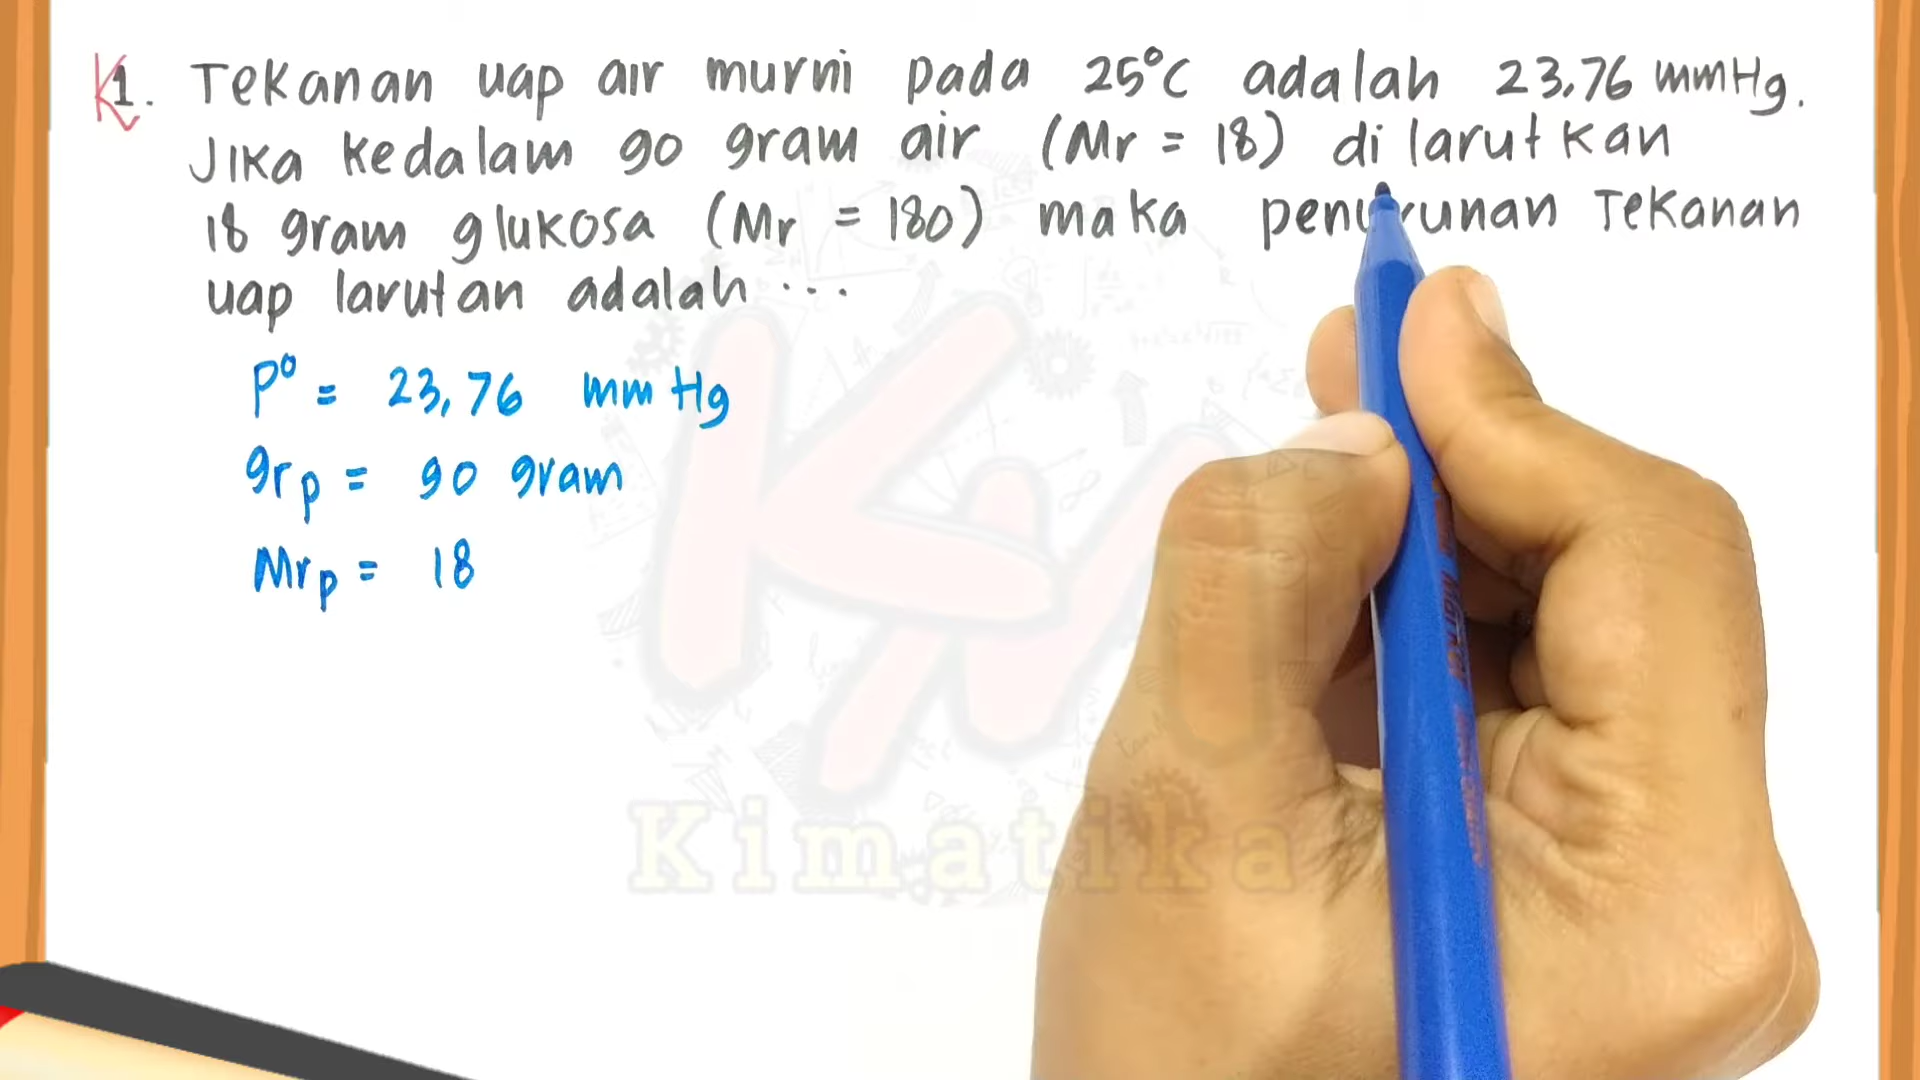 1. Tekanan uap air murni pada 25°C adalah 23,76 mmHg.
Jika kedalam 90 gram air (Mr = 18) di larutkan
18 gram glukosa (Mr = 180) maka penurunan Tekanan
uap larutan adalah ...
P° = 23,76 mmHg
grp = 90 gram
Mrp = 18
Kimatika